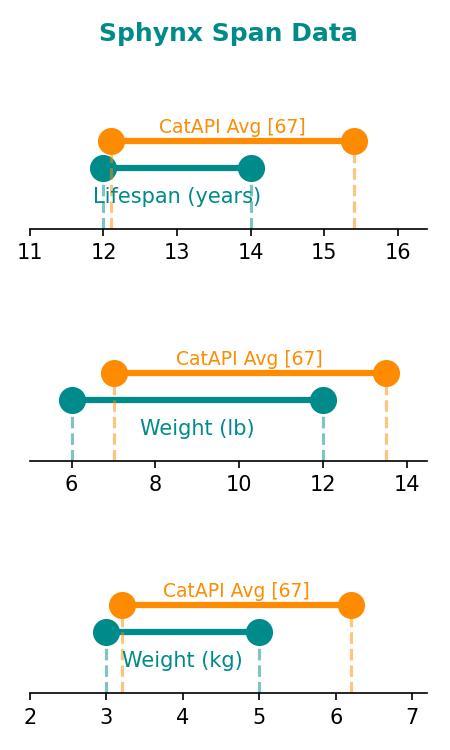 Sphynx Span Data
CatAPI Avg [67]
Lifespan (years)
11 12 13 14 15 16
CatAPI Avg [67]
Weight (lb)
6 8 10 12 14
CatAPI Avg [67]
Weight (kg)
2 3 4 5 6 7